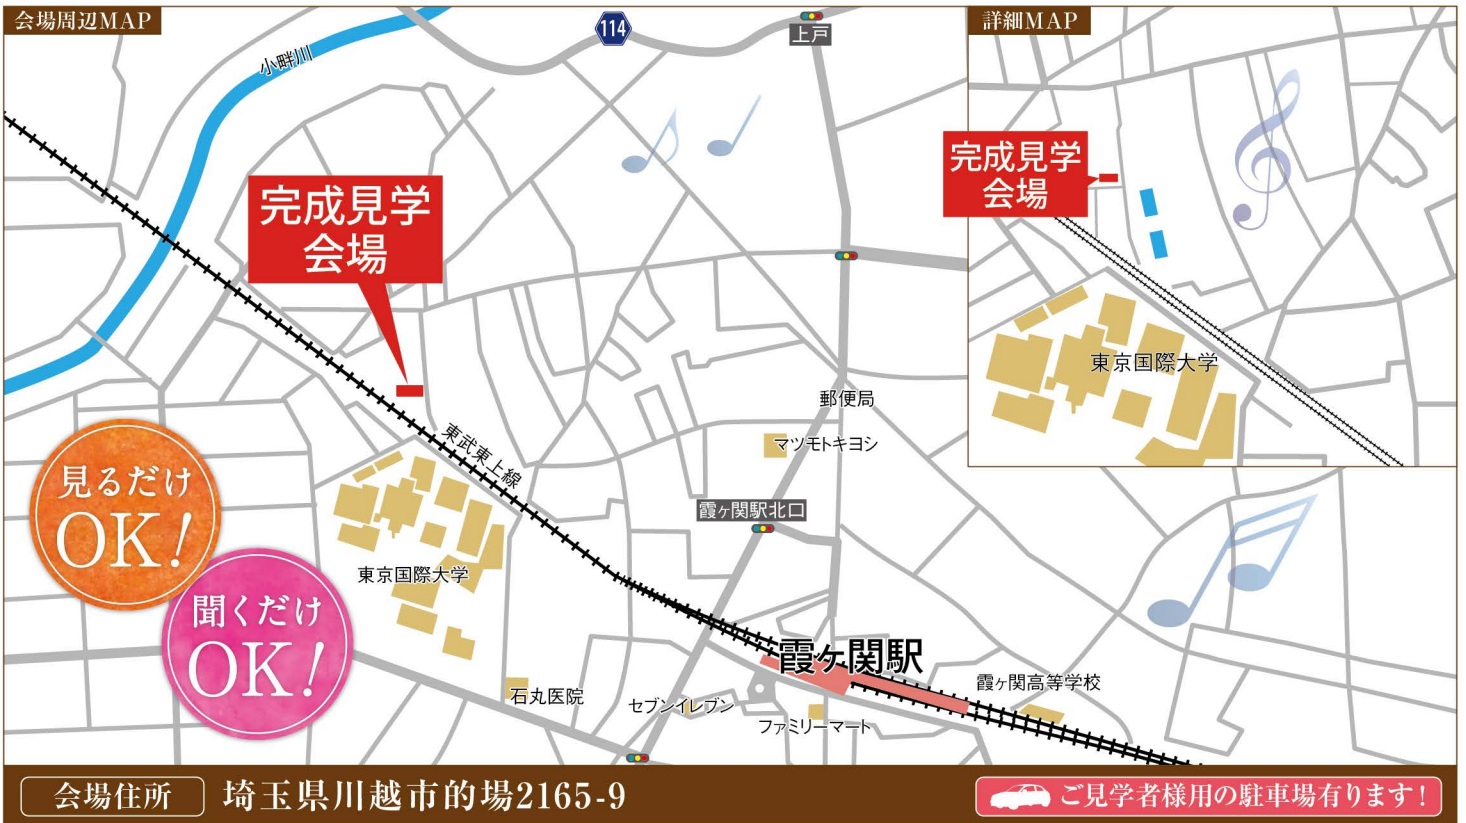 会場周辺MAP
114
上戸
小畔川
完成見学
会場
東武東上線
郵便局
マツモトキヨシ
霞ヶ関駅北口
東京国際大学
見るだけ
OK!
聞くだけ
OK!
霞ヶ関駅
石丸医院
セブンイレブン
ファミリーマート
霞ヶ関高等学校
詳細MAP
完成見学
会場
東京国際大学
会場住所 埼玉県川越市的場2165-9
ご見学者様用の駐車場有ります!